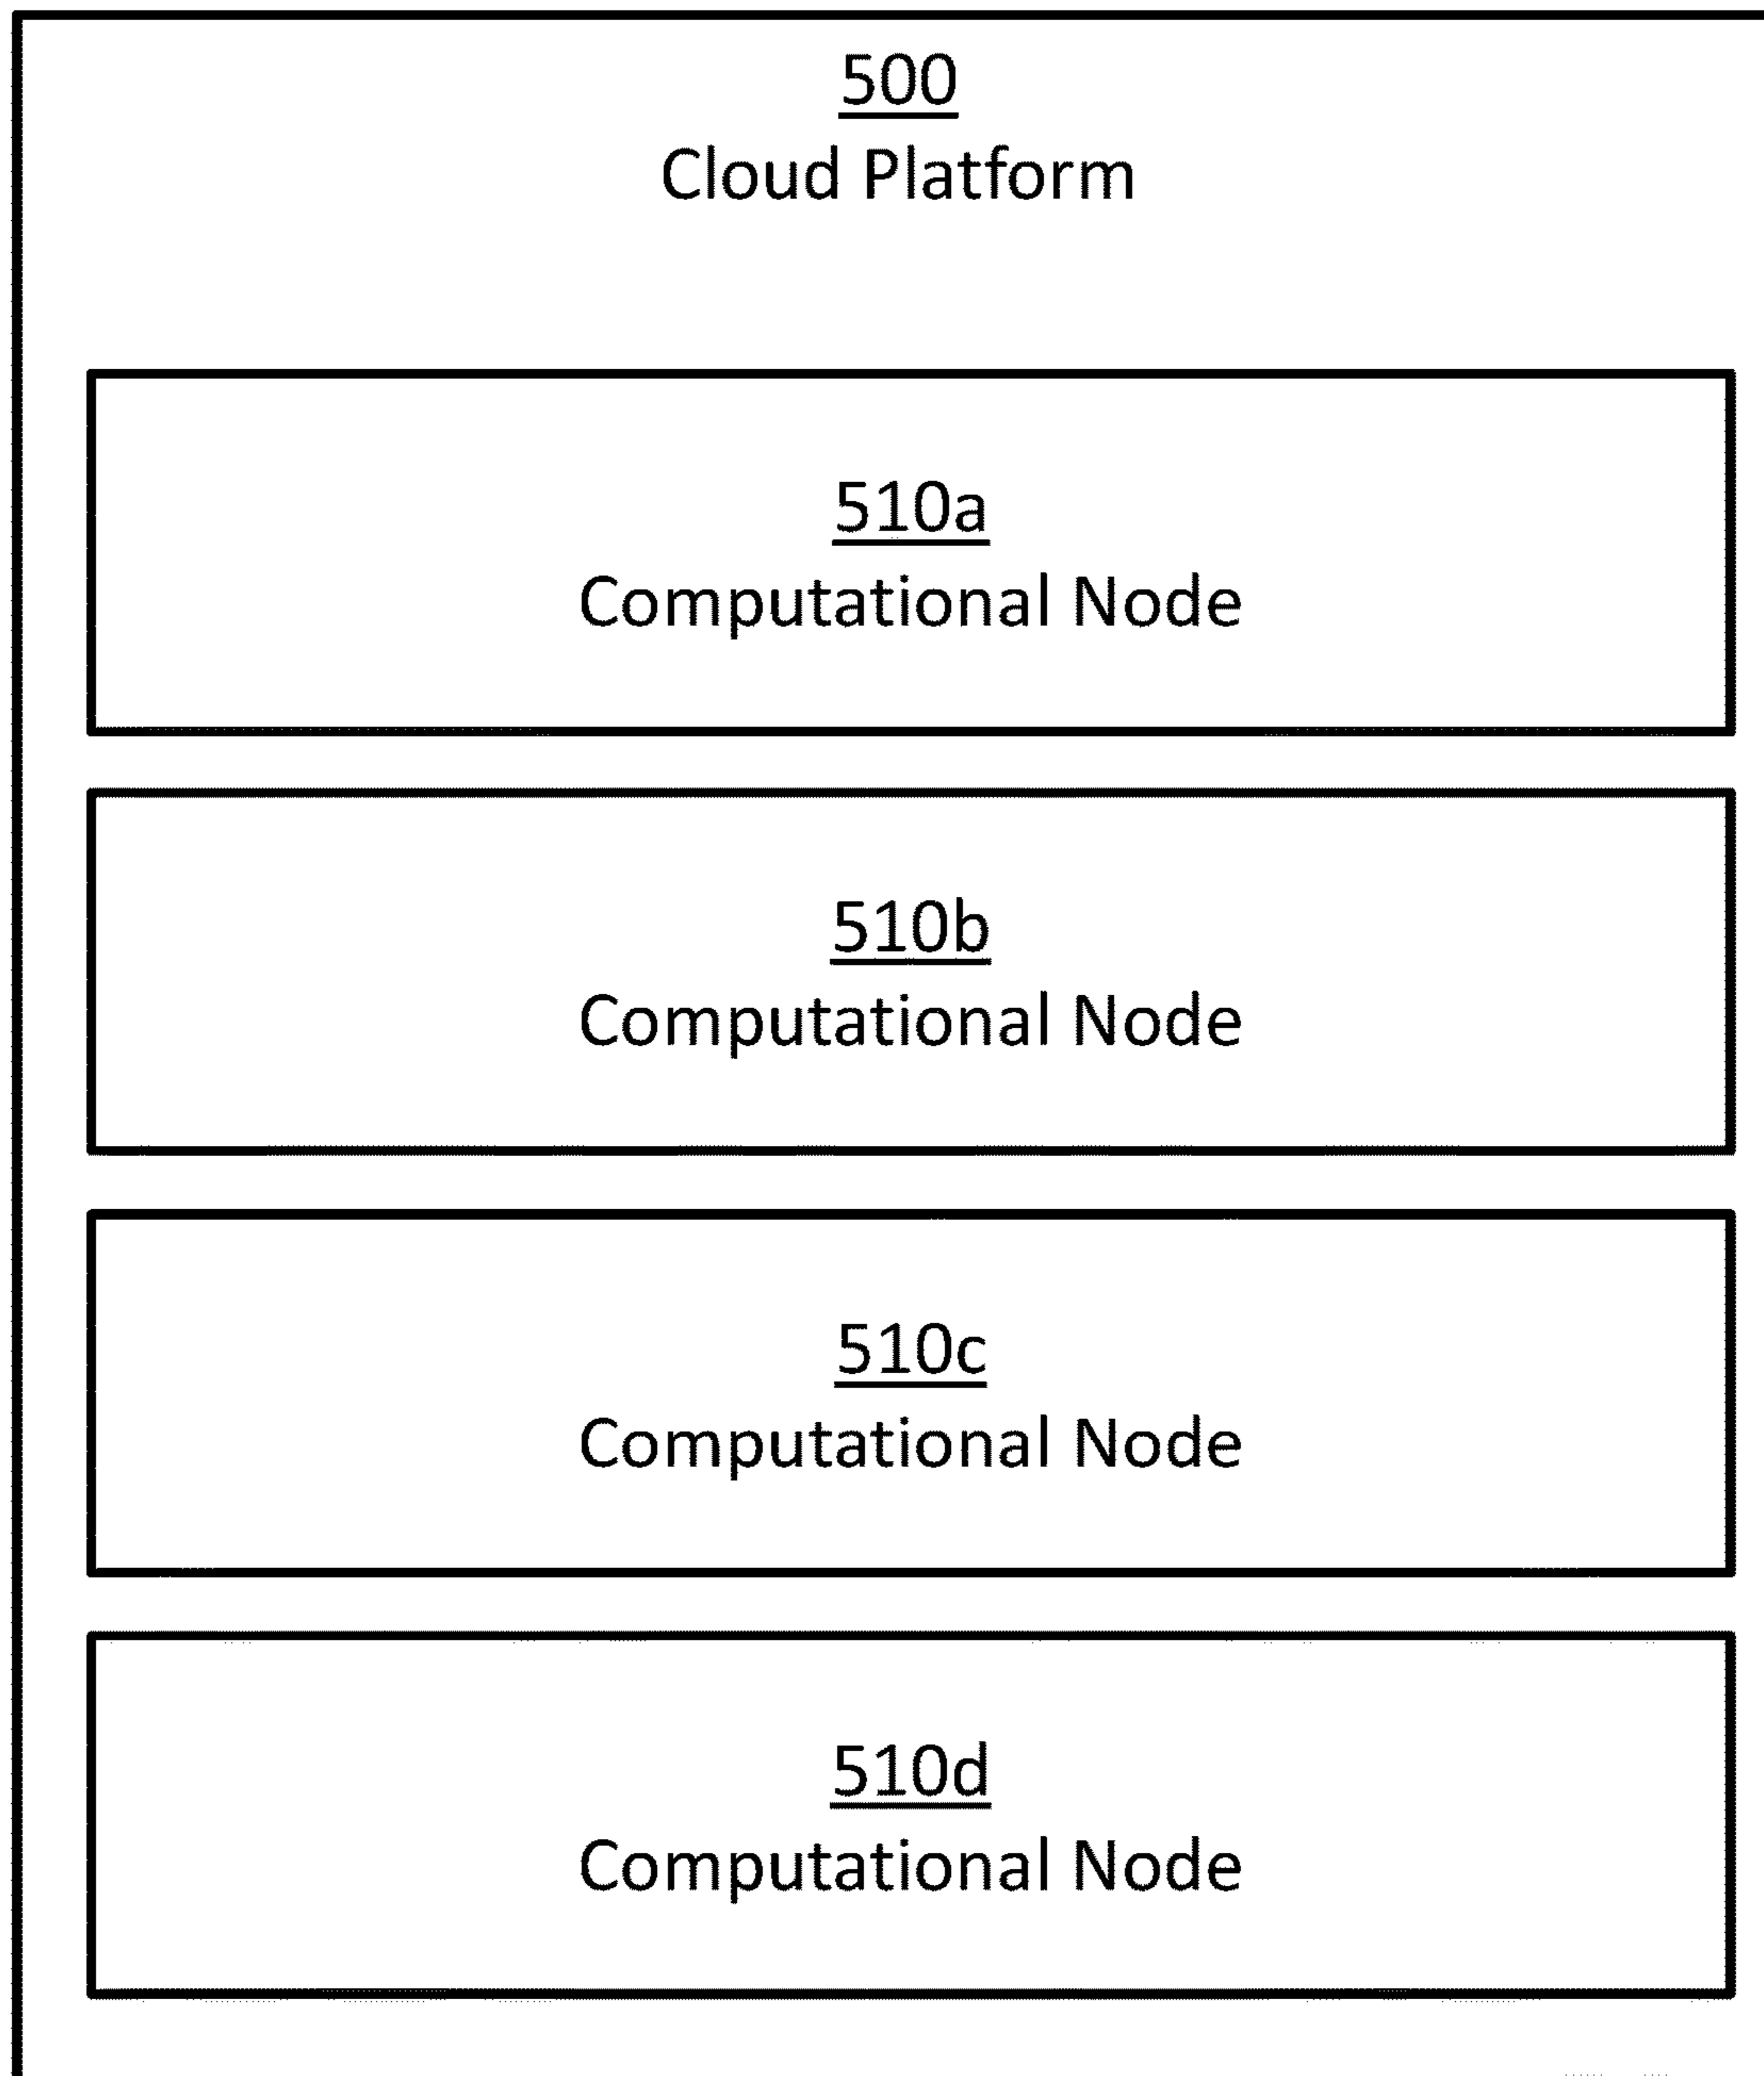 500
Cloud Platform
510a
Computational Node
510b
Computational Node
510c
Computational Node
510d
Computational Node